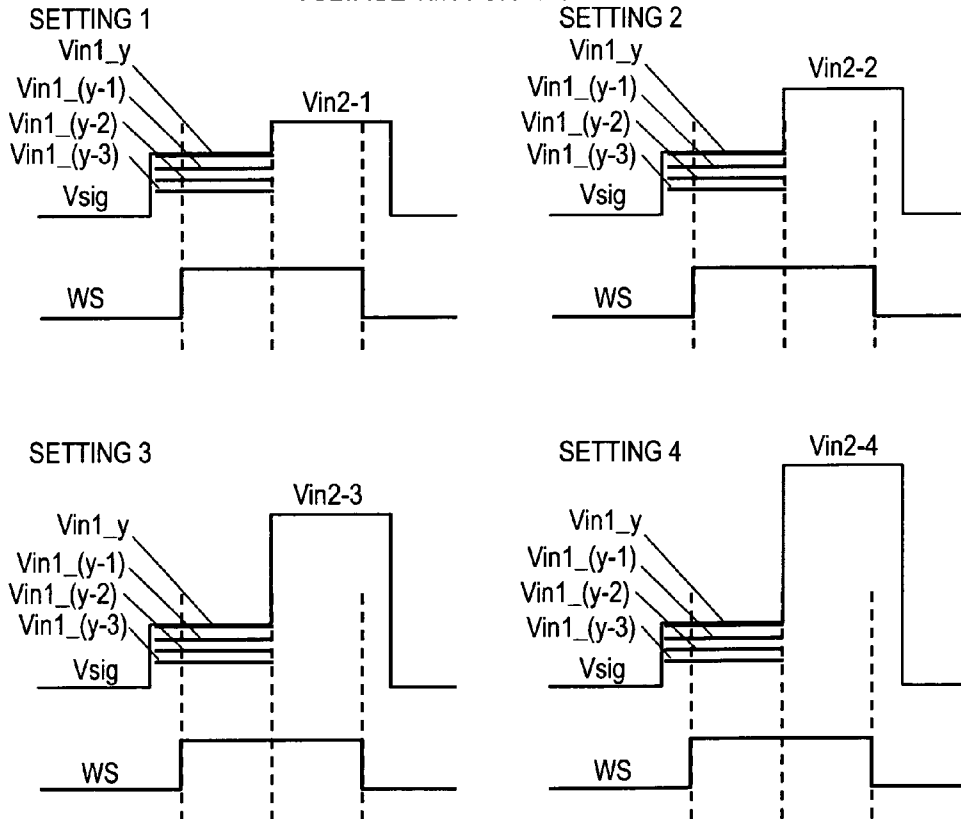 SETTING 1
Vin1_y
Vin1_(y-1)
Vin1_(y-2)
Vin1_(y-3)
Vsig
Vin2-1
WS
SETTING 2
Vin1_y
Vin1_(y-1)
Vin1_(y-2)
Vin1_(y-3)
Vsig
Vin2-2
WS
SETTING 3
Vin1_y
Vin1_(y-1)
Vin1_(y-2)
Vin1_(y-3)
Vsig
Vin2-3
WS
SETTING 4
Vin1_y
Vin1_(y-1)
Vin1_(y-2)
Vin1_(y-3)
Vsig
Vin2-4
WS